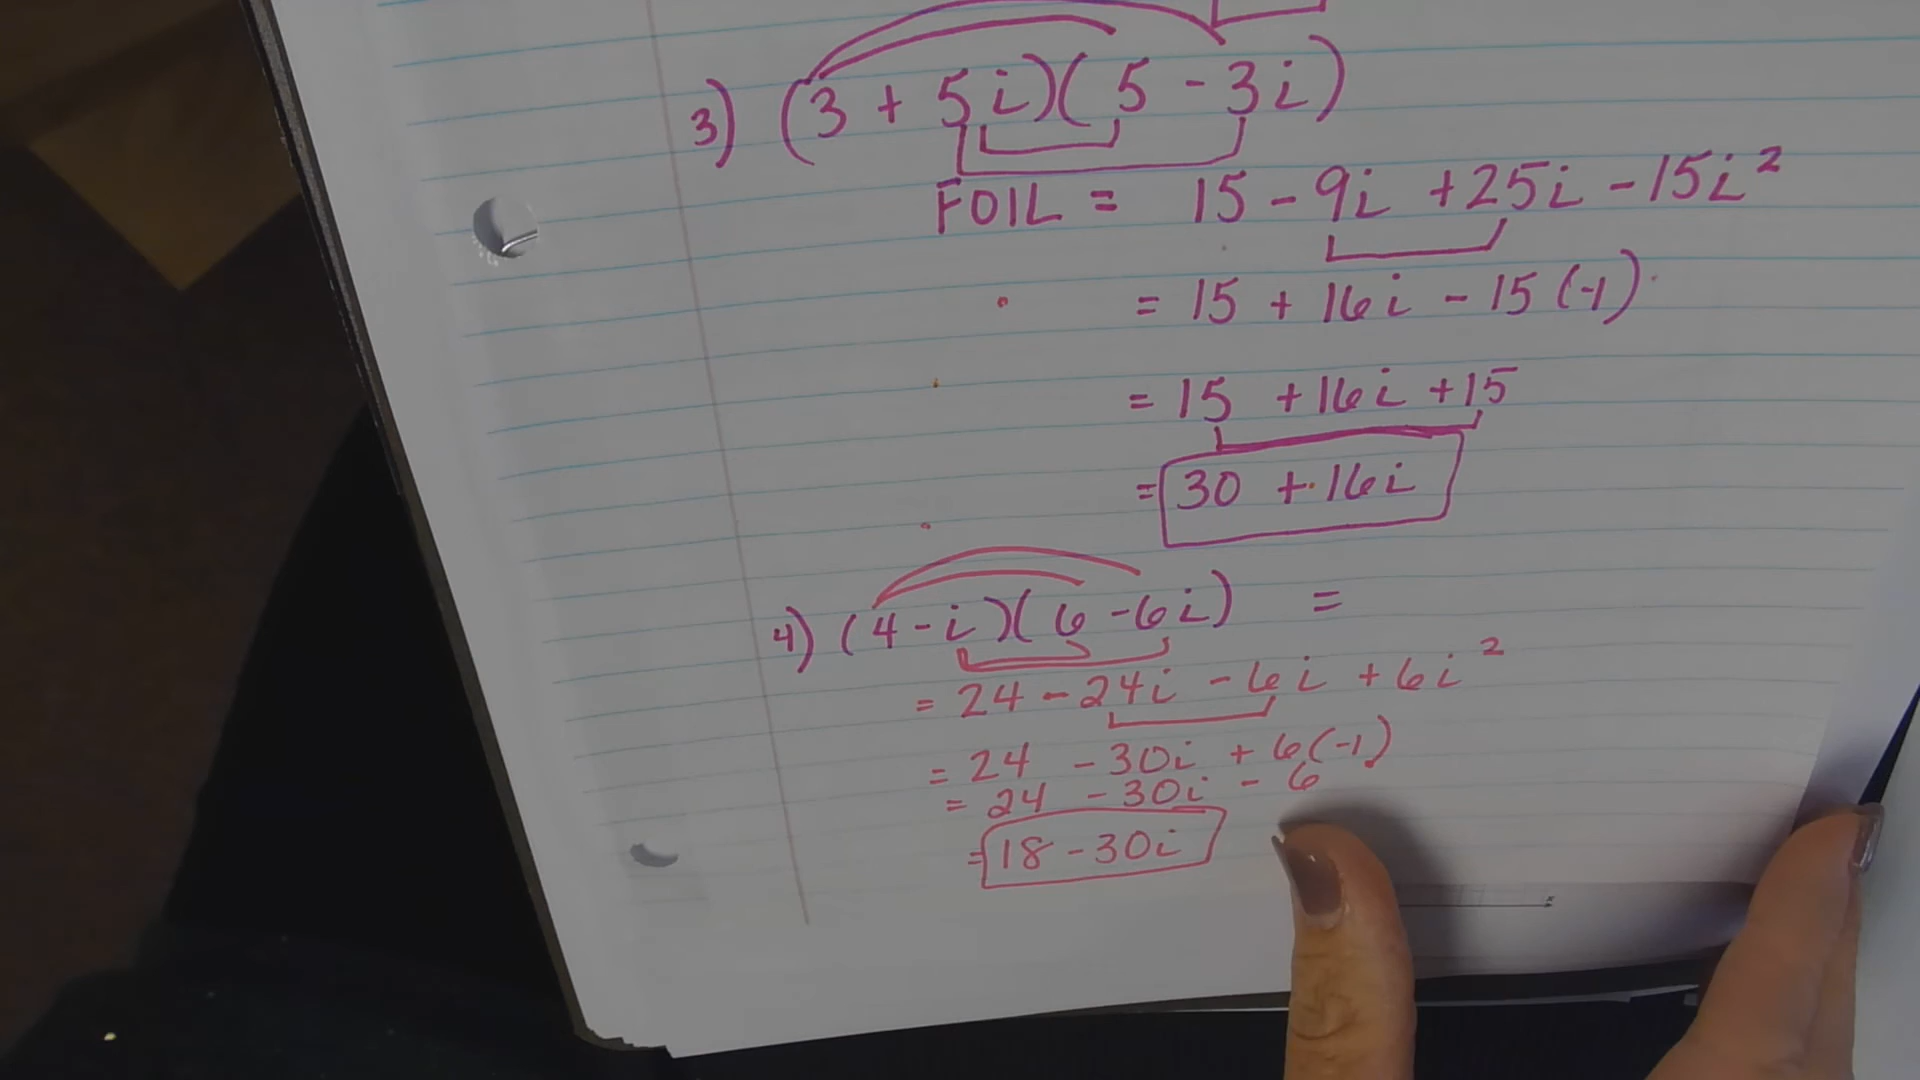 3) (3 + 5i)(5 - 3i)
FOIL = 15 - 9i + 25i - 15i²
= 15 + 16i - 15(-1)
= 15 + 16i + 15
= 30 + 16i
4) (4 - i)(6 - 6i) =
= 24 - 24i - 6i + 6i²
= 24 - 30i + 6(-1)
= 24 - 30i - 6
= 18 - 30i